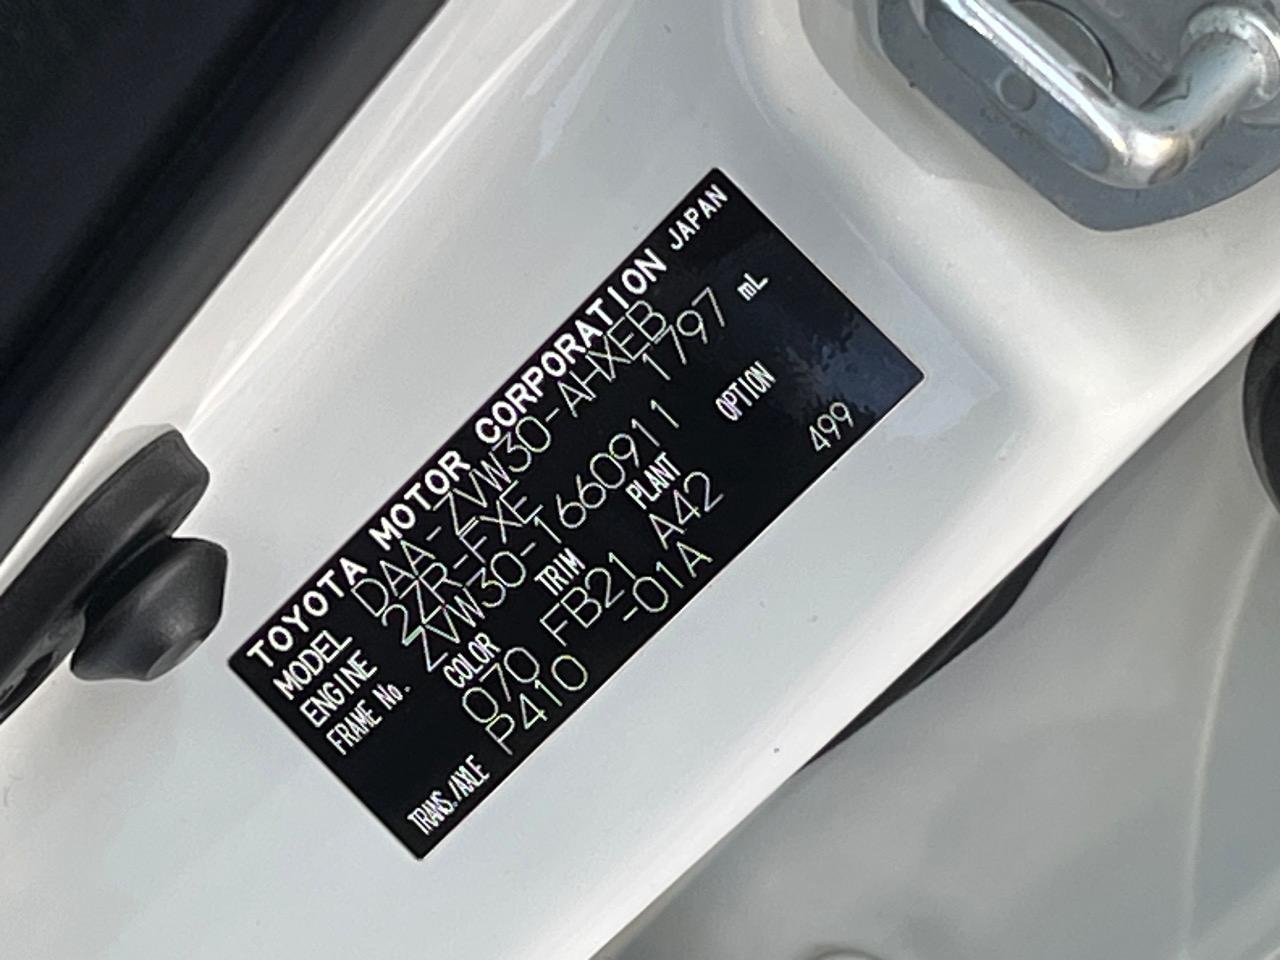 TOYOTA MOTOR CORPORATION JAPAN
MODEL DAA-ZVW30-AHXEB
ENGINE 2ZR-FXE 1797 mL
FRAME No. ZVW30-1660911
COLOR TRIM PLANT OPTION
070 FB21 A42 499
TRANS./AXLE P410 -01A